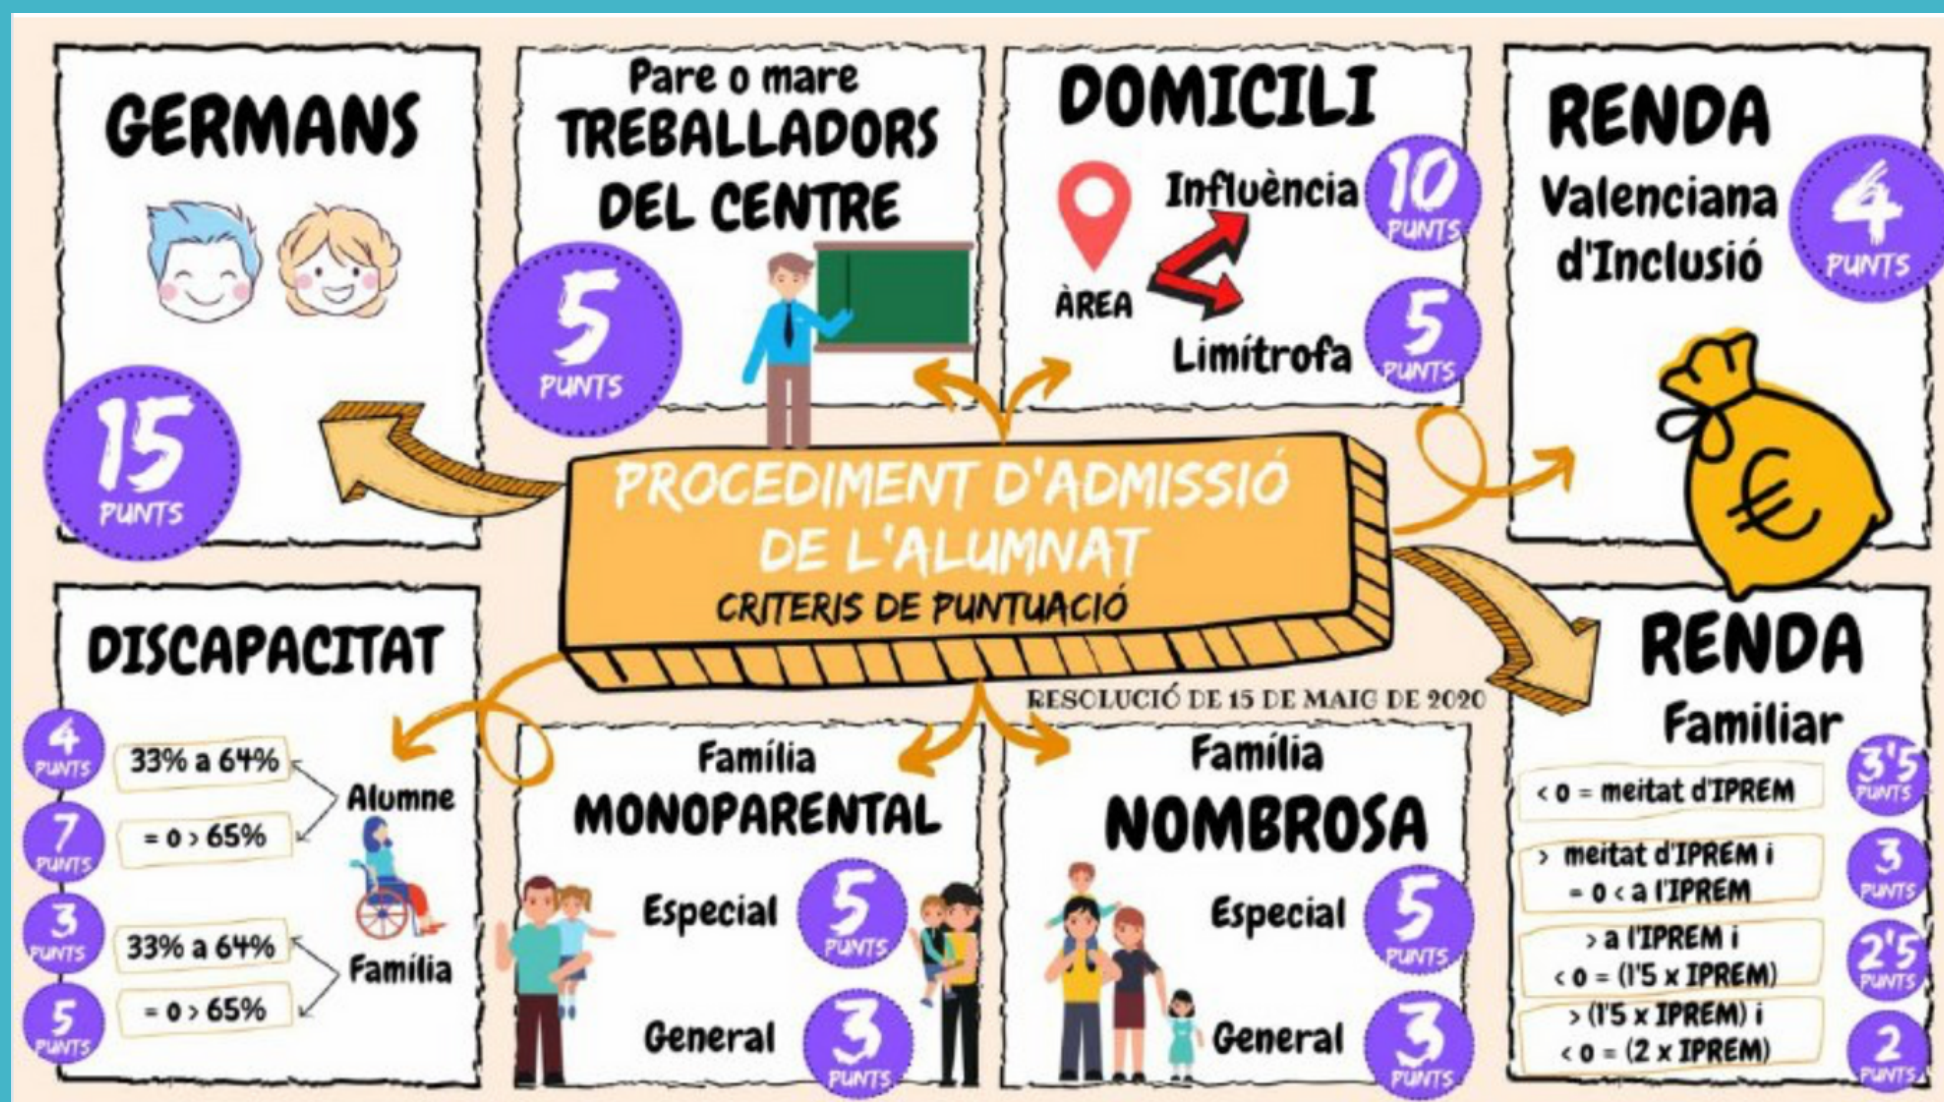 GERMANS
15
PUNTS
Pare o mare
TREBALLADORS
DEL CENTRE
5
PUNTS
DOMICILI
ÀREA
Influència
10
PUNTS
Limítrofa
5
PUNTS
RENDA
Valenciana
d'Inclusió
4
PUNTS
PROCEDIMENT D'ADMISSIÓ
DE L'ALUMNAT
CRITERIS DE PUNTUACIÓ
RESOLUCIÓ DE 15 DE MAIG DE 2020
DISCAPACITAT
4
PUNTS
33% a 64%
Alumne
7
PUNTS
= o > 65%
3
PUNTS
33% a 64%
Família
5
PUNTS
= o > 65%
Família
MONOPARENTAL
Especial
5
PUNTS
General
3
PUNTS
Família
NOMBROSA
Especial
5
PUNTS
General
3
PUNTS
RENDA
Familiar
< o = meitat d'IPREM
3'5
PUNTS
> meitat d'IPREM i
= o < a l'IPREM
3
PUNTS
> a l'IPREM i
< o = (1'5 x IPREM)
2'5
PUNTS
> (1'5 x IPREM) i
< o = (2 x IPREM)
2
PUNTS